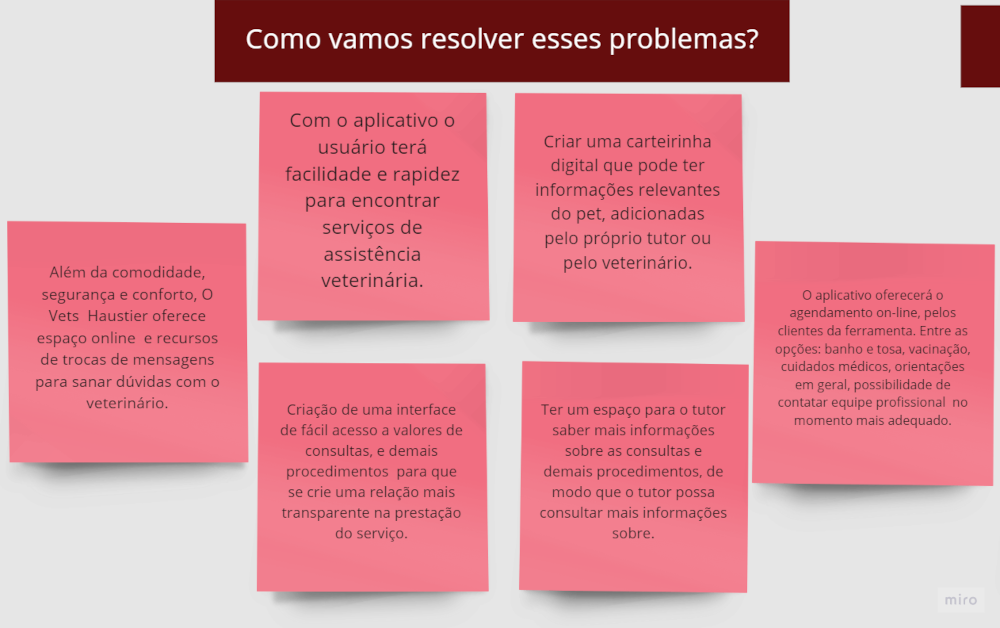 Como vamos resolver esses problemas?
Com o aplicativo o
usuário terá
facilidade e rapidez
para encontrar
serviços de
assistência
veterinária.
Criar uma carteirinha
digital que pode ter
informações relevantes
do pet, adicionadas
pelo próprio tutor ou
pelo veterinário.
Além da comodidade,
segurança e conforto, O
Vets  Haustier oferece
espaço online  e recursos
de trocas de mensagens
para sanar dúvidas com o
veterinário.
O aplicativo oferecerá o
agendamento on-line, pelos
clientes da ferramenta. Entre as
opções: banho e tosa, vacinação,
cuidados médicos, orientações
em geral, possibilidade de
contatar equipe profissional  no
momento mais adequado.
Criação de uma interface
de fácil acesso a valores de
consultas, e demais
procedimentos  para que
se crie uma relação mais
transparente na prestação
do serviço.
Ter um espaço para o tutor
saber mais informações
sobre as consultas e
demais procedimentos, de
modo que o tutor possa
consultar mais informações
sobre.
miro